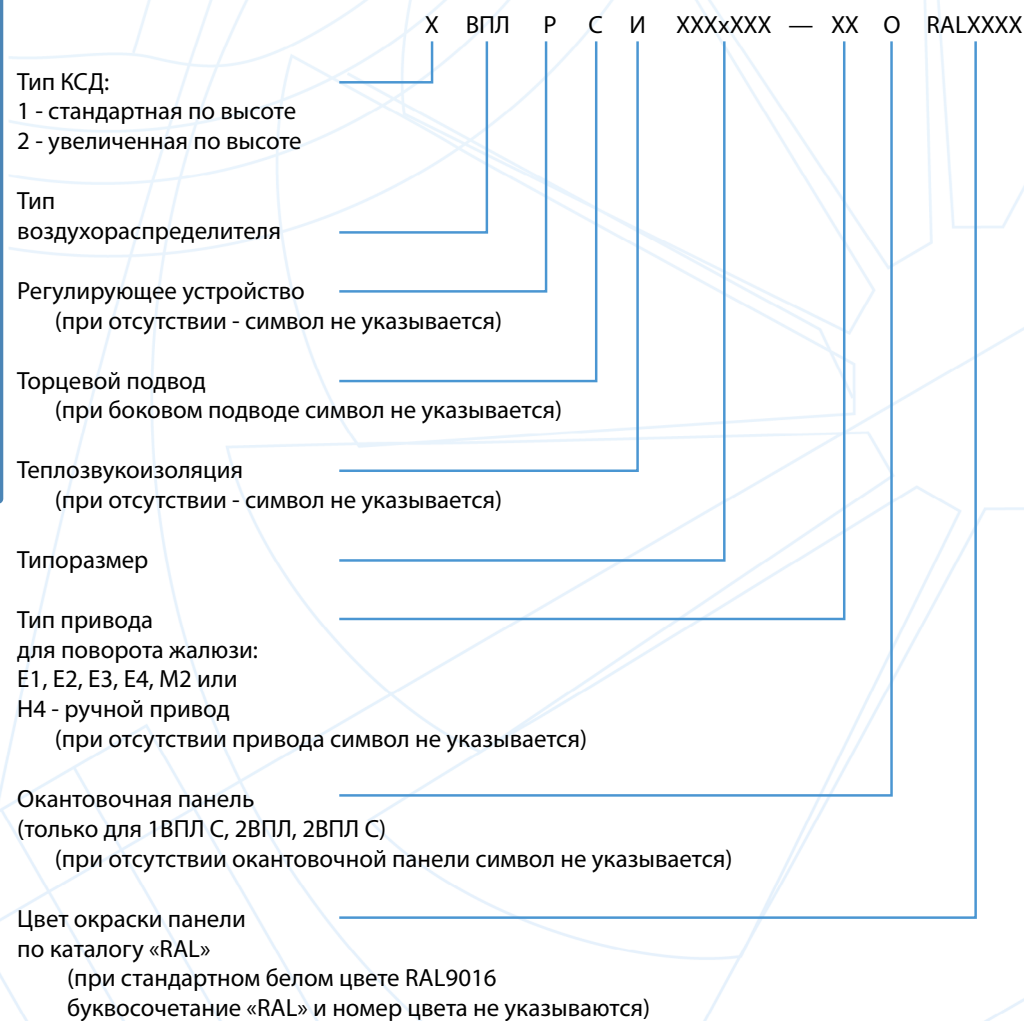 Х ВПЛ Р С И ХХХхХХХ — ХХ О RALXXXX
Тип КСД:
1 - стандартная по высоте
2 - увеличенная по высоте
Тип
воздухораспределителя
Регулирующее устройство
(при отсутствии - символ не указывается)
Торцевой подвод
(при боковом подводе символ не указывается)
Теплозвукоизоляция
(при отсутствии - символ не указывается)
Типоразмер
Тип привода
для поворота жалюзи:
Е1, Е2, Е3, Е4, М2 или
Н4 - ручной привод
(при отсутствии привода символ не указывается)
Окантовочная панель
(только для 1ВПЛ С, 2ВПЛ, 2ВПЛ С)
(при отсутствии окантовочной панели символ не указывается)
Цвет окраски панели
по каталогу «RAL»
(при стандартном белом цвете RAL9016
буквосочетание «RAL» и номер цвета не указываются)